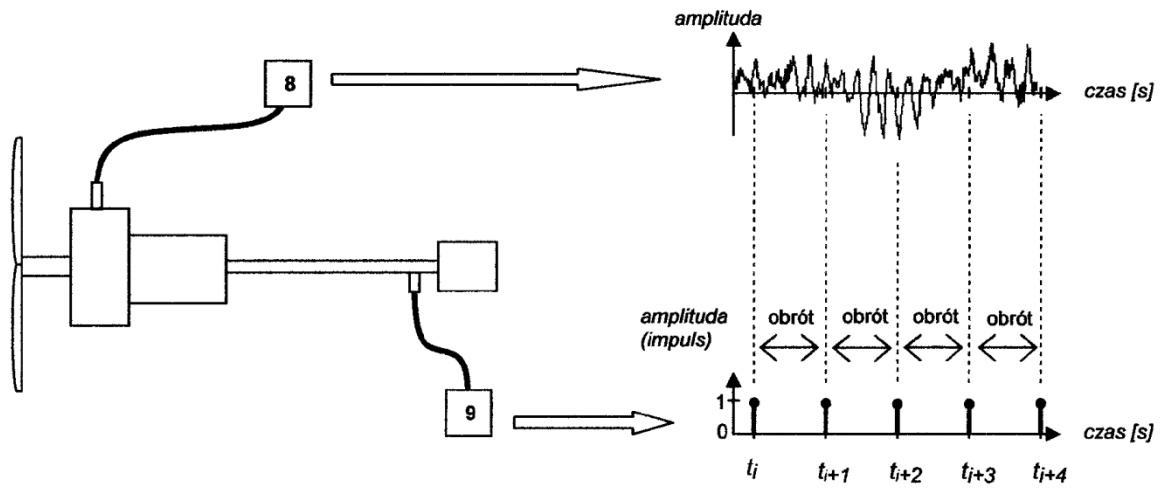 amplituda
8
czas [s]
amplituda
(impuls)
obrót obrót obrót obrót
9
1
0
czas [s]
tᵢ tᵢ₊₁ tᵢ₊₂ tᵢ₊₃ tᵢ₊₄